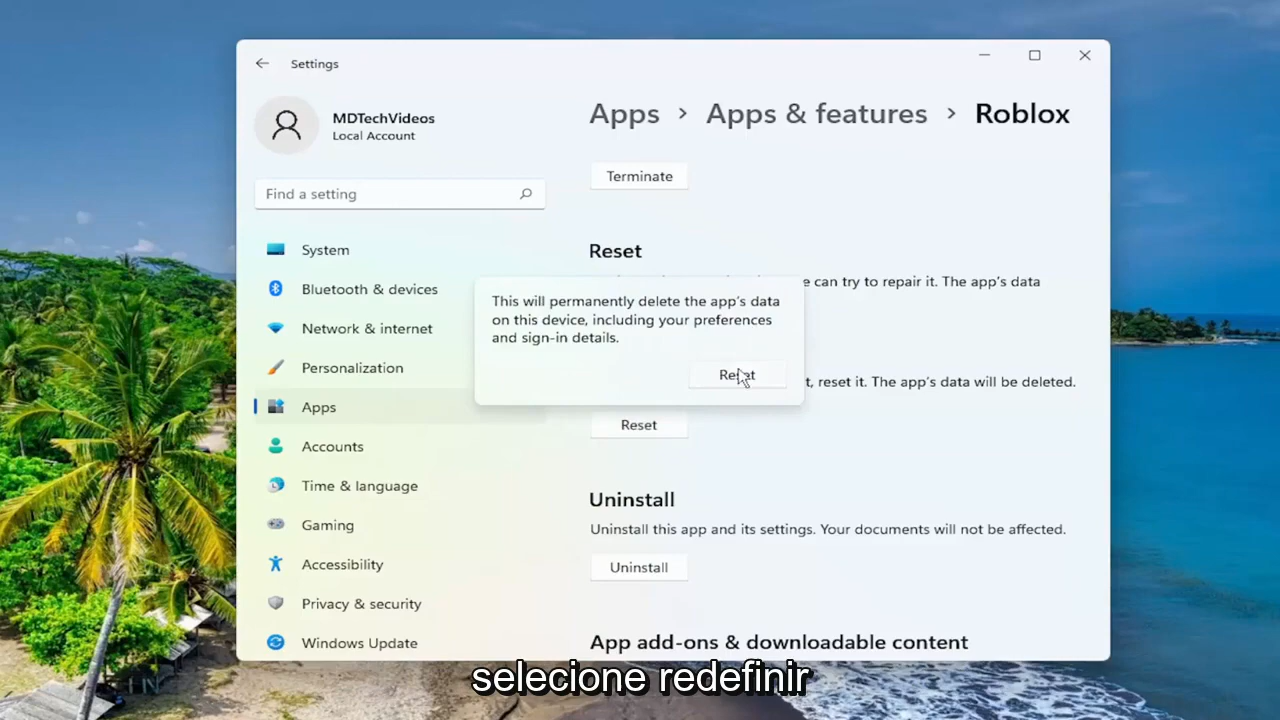 Settings
MDTechVideos
Local Account
Find a setting
System
Bluetooth & devices
Network & internet
Personalization
Apps
Accounts
Time & language
Gaming
Accessibility
Privacy & security
Windows Update
Apps > Apps & features > Roblox
Terminate
Reset
can try to repair it. The app's data
This will permanently delete the app's data
on this device, including your preferences
and sign-in details.
Reset
, reset it. The app's data will be deleted.
Reset
Uninstall
Uninstall this app and its settings. Your documents will not be affected.
Uninstall
App add-ons & downloadable content
selecione redefinir